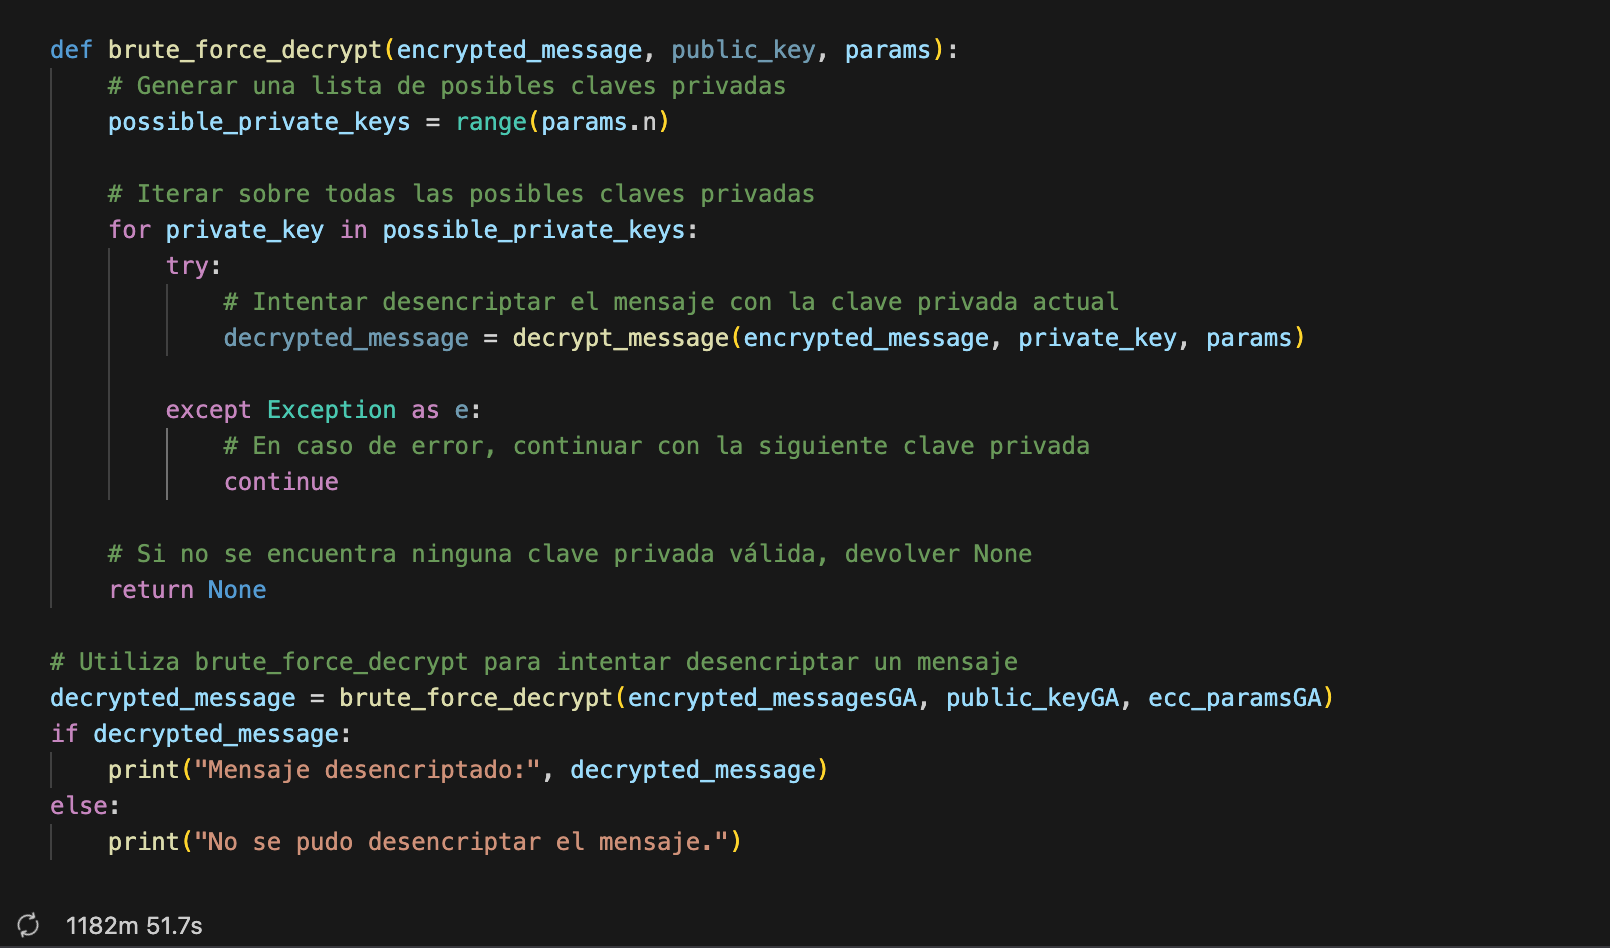 def brute_force_decrypt(encrypted_message, public_key, params):
    # Generar una lista de posibles claves privadas
    possible_private_keys = range(params.n)
    # Iterar sobre todas las posibles claves privadas
    for private_key in possible_private_keys:
        try:
            # Intentar desencriptar el mensaje con la clave privada actual
            decrypted_message = decrypt_message(encrypted_message, private_key, params)
        except Exception as e:
            # En caso de error, continuar con la siguiente clave privada
            continue
    # Si no se encuentra ninguna clave privada válida, devolver None
    return None
# Utiliza brute_force_decrypt para intentar desencriptar un mensaje
decrypted_message = brute_force_decrypt(encrypted_messagesGA, public_keyGA, ecc_paramsGA)
if decrypted_message:
    print("Mensaje desencriptado:", decrypted_message)
else:
    print("No se pudo desencriptar el mensaje.")
1182m 51.7s